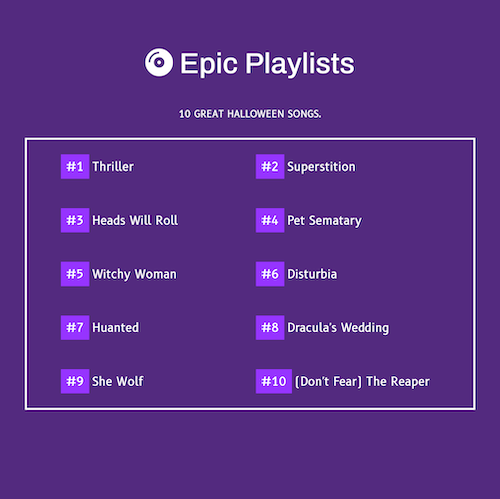 Epic Playlists
10 GREAT HALLOWEEN SONGS.
#1 Thriller
#2 Superstition
#3 Heads Will Roll
#4 Pet Sematary
#5 Witchy Woman
#6 Disturbia
#7 Huanted
#8 Dracula's Wedding
#9 She Wolf
#10 (Don't Fear) The Reaper